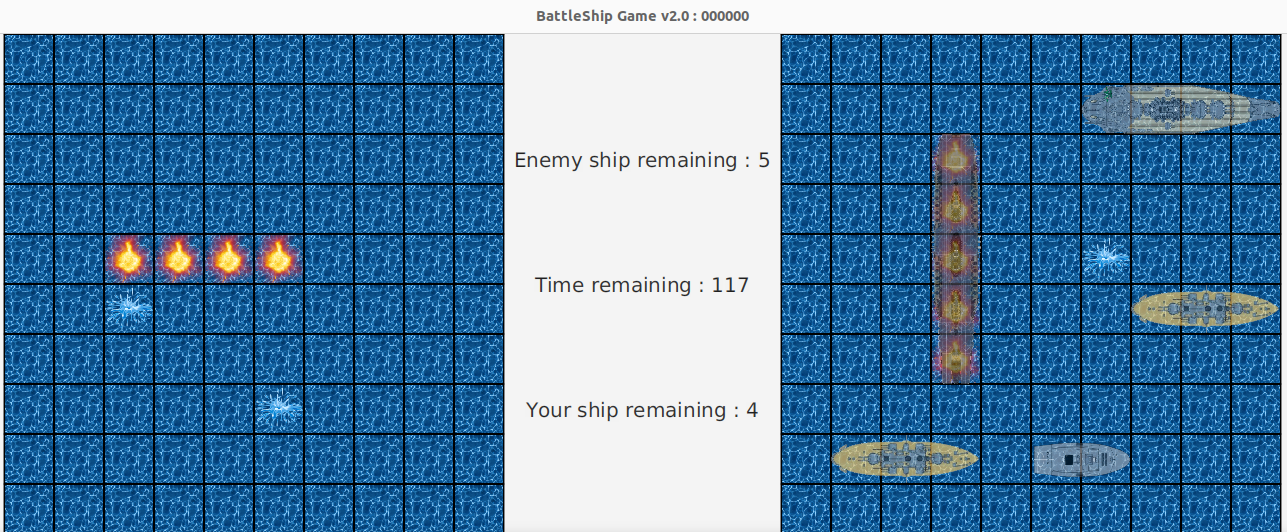 BattleShip Game v2.0 : 000000
Enemy ship remaining : 5
Time remaining : 117
Your ship remaining : 4